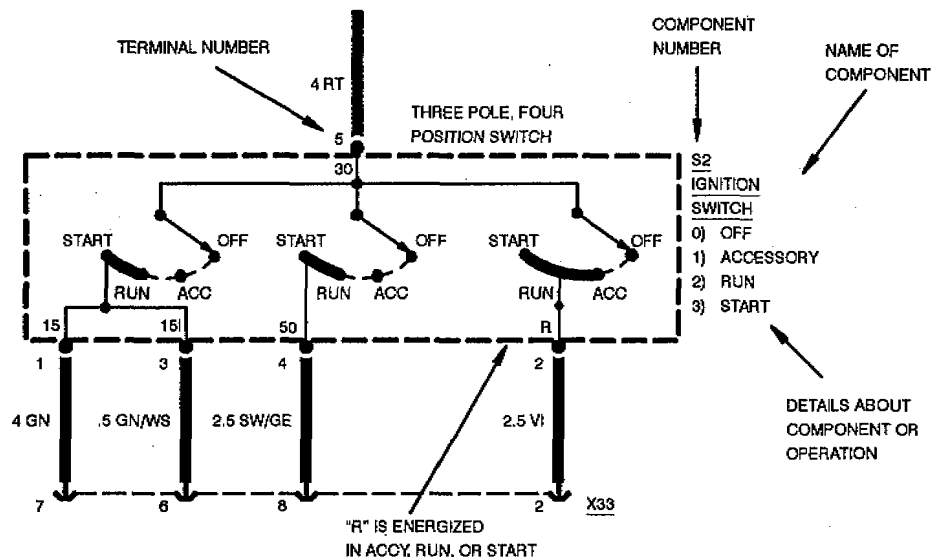 TERMINAL NUMBER
COMPONENT
NUMBER
NAME OF
COMPONENT
4 RT
THREE POLE, FOUR
POSITION SWITCH
5
30
S2
IGNITION
SWITCH
0) OFF
1) ACCESSORY
2) RUN
3) START
START OFF START OFF START OFF
RUN ACC RUN ACC RUN ACC
15 15I 50 R
1 3 4 2
4 GN .5 GN/WS 2.5 SW/GE 2.5 VI
DETAILS ABOUT
COMPONENT OR
OPERATION
7 6 8 2 X33
"R" IS ENERGIZED
IN ACCY, RUN, OR START